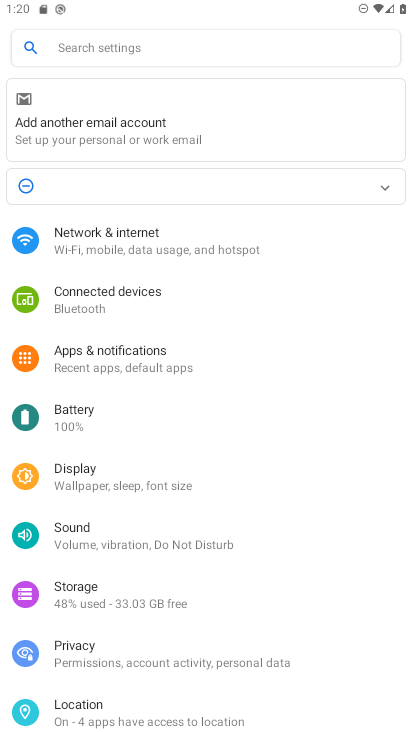 1:20
Search settings
Add another email account
Set up your personal or work email
Network & internet
Wi-Fi, mobile, data usage, and hotspot
Connected devices
Bluetooth
Apps & notifications
Recent apps, default apps
Battery
100%
Display
Wallpaper, sleep, font size
Sound
Volume, vibration, Do Not Disturb
Storage
48% used - 33.03 GB free
Privacy
Permissions, account activity, personal data
Location
On - 4 apps have access to location